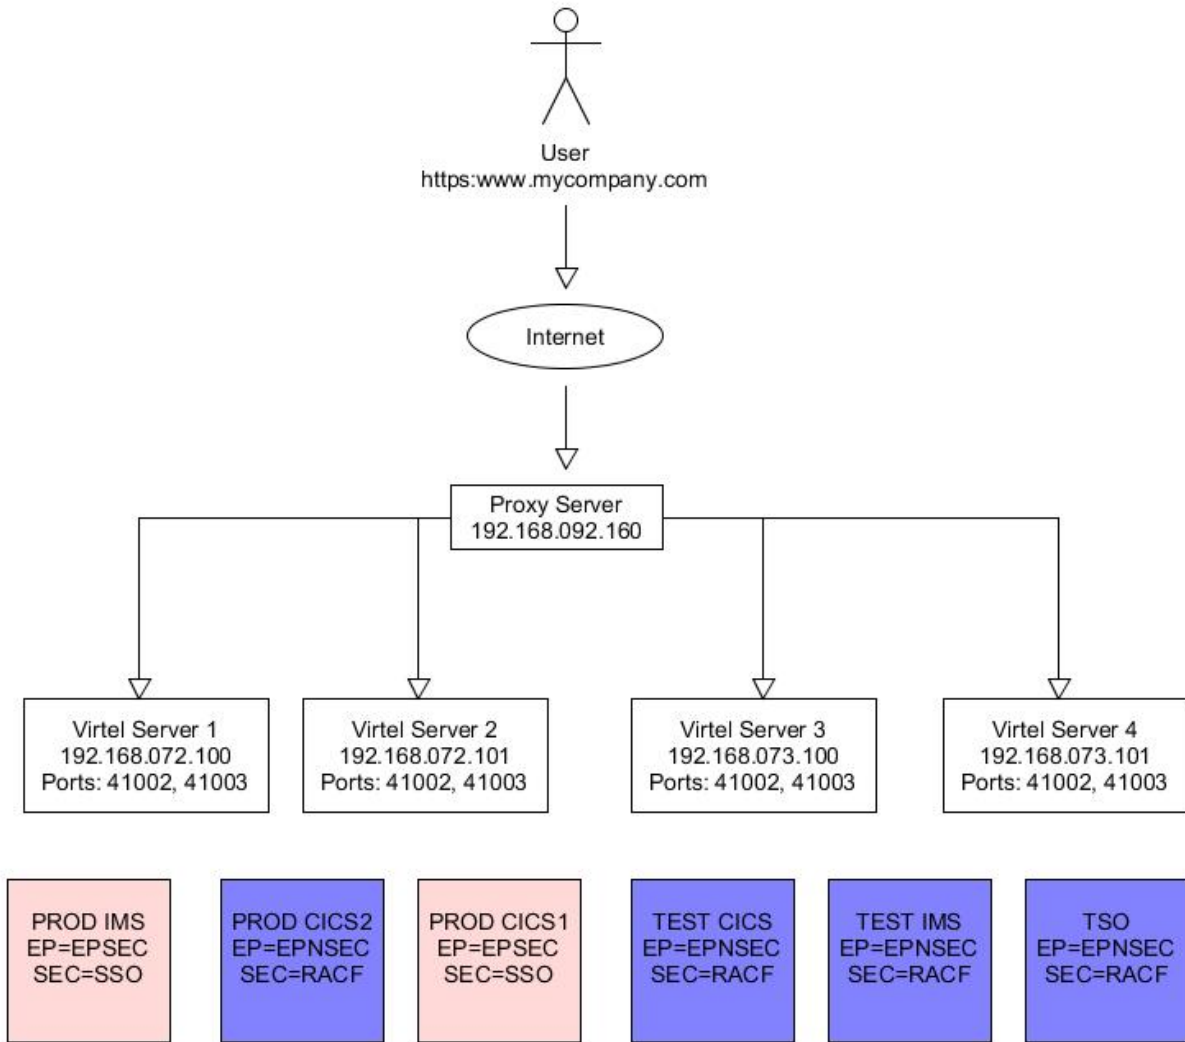 User
https:www.mycompany.com
Internet
Proxy Server
192.168.092.160
Virtel Server 1
192.168.072.100
Ports: 41002, 41003
Virtel Server 2
192.168.072.101
Ports: 41002, 41003
Virtel Server 3
192.168.073.100
Ports: 41002, 41003
Virtel Server 4
192.168.073.101
Ports: 41002, 41003
PROD IMS
EP=EPSEC
SEC=SSO
PROD CICS2
EP=EPNSEC
SEC=RACF
PROD CICS1
EP=EPSEC
SEC=SSO
TEST CICS
EP=EPNSEC
SEC=RACF
TEST IMS
EP=EPNSEC
SEC=RACF
TSO
EP=EPNSEC
SEC=RACF